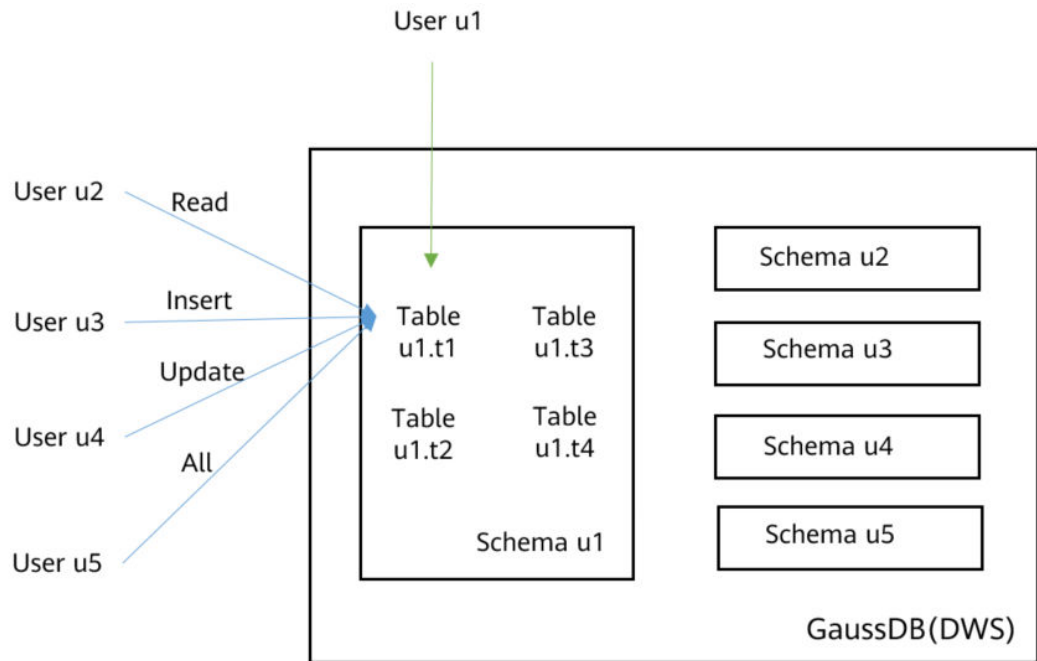 User u1
User u2
Read
User u3
Insert
Update
User u4
All
User u5
Table
u1.t1
Table
u1.t3
Table
u1.t2
Table
u1.t4
Schema u1
Schema u2
Schema u3
Schema u4
Schema u5
GaussDB(DWS)